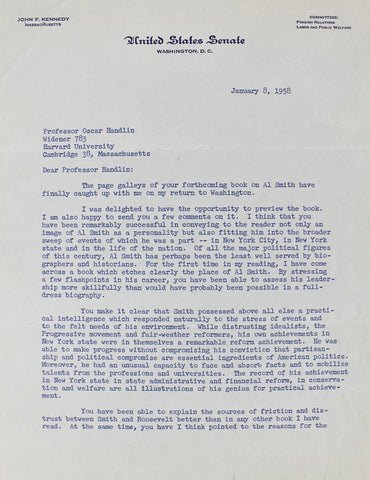 JOHN F. KENNEDY
MASSACHUSETTS
COMMITTEES:
FOREIGN RELATIONS
LABOR AND PUBLIC WELFARE
United States Senate
WASHINGTON, D. C.
January 8, 1958
Professor Oscar Handlin
Widener 783
Harvard University
Cambridge 38, Massachusetts
Dear Professor Handlin:
The page galleys of your forthcoming book on Al Smith have
finally caught up with me on my return to Washington.
I was delighted to have the opportunity to preview the book.
I am also happy to send you a few comments on it. I think that you
have been remarkably successful in conveying to the reader not only an
image of Al Smith as a personality but also fitting him into the broader
sweep of events of which he was a part -- in New York City, in New York
state and in the life of the nation. Of all the major political figures
of this century, Al Smith has perhaps been the least well served by bio-
graphers and historians. For the first time in my reading, I have come
across a book which etches clearly the place of Al Smith. By stressing
a few flashpoints in his career, you have been able to assess his leader-
ship more skillfully than would have probably been possible in a full-
dress biography.
You make it clear that Smith possessed above all else a practi-
cal intelligence which responded naturally to the stress of events and
to the felt needs of his environment. While distrusting idealists, the
Progressive movement and fair-weather reformers, his own achievements in
New York state were in themselves a remarkable reform achievement. He was
able to make progress without compromising his conviction that partisan-
ship and political compromise are essential ingredients of American politics.
Moreover, he had an unusual capacity to face and absorb facts and to mobilize
talents from the professions and universities. The record of his achievement
in New York state in state administrative and financial reform, in conserva-
tion and welfare are all illustrations of his genius for practical achieve-
ment.
You have been able to explain the sources of friction and dis-
trust between Smith and Roosevelt better than in any other book I have
read. At the same time, you have I think pointed to the reasons for the